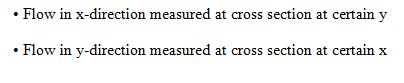 • Flow in x-direction measured at cross section at certain y
• Flow in y-direction measured at cross section at certain x